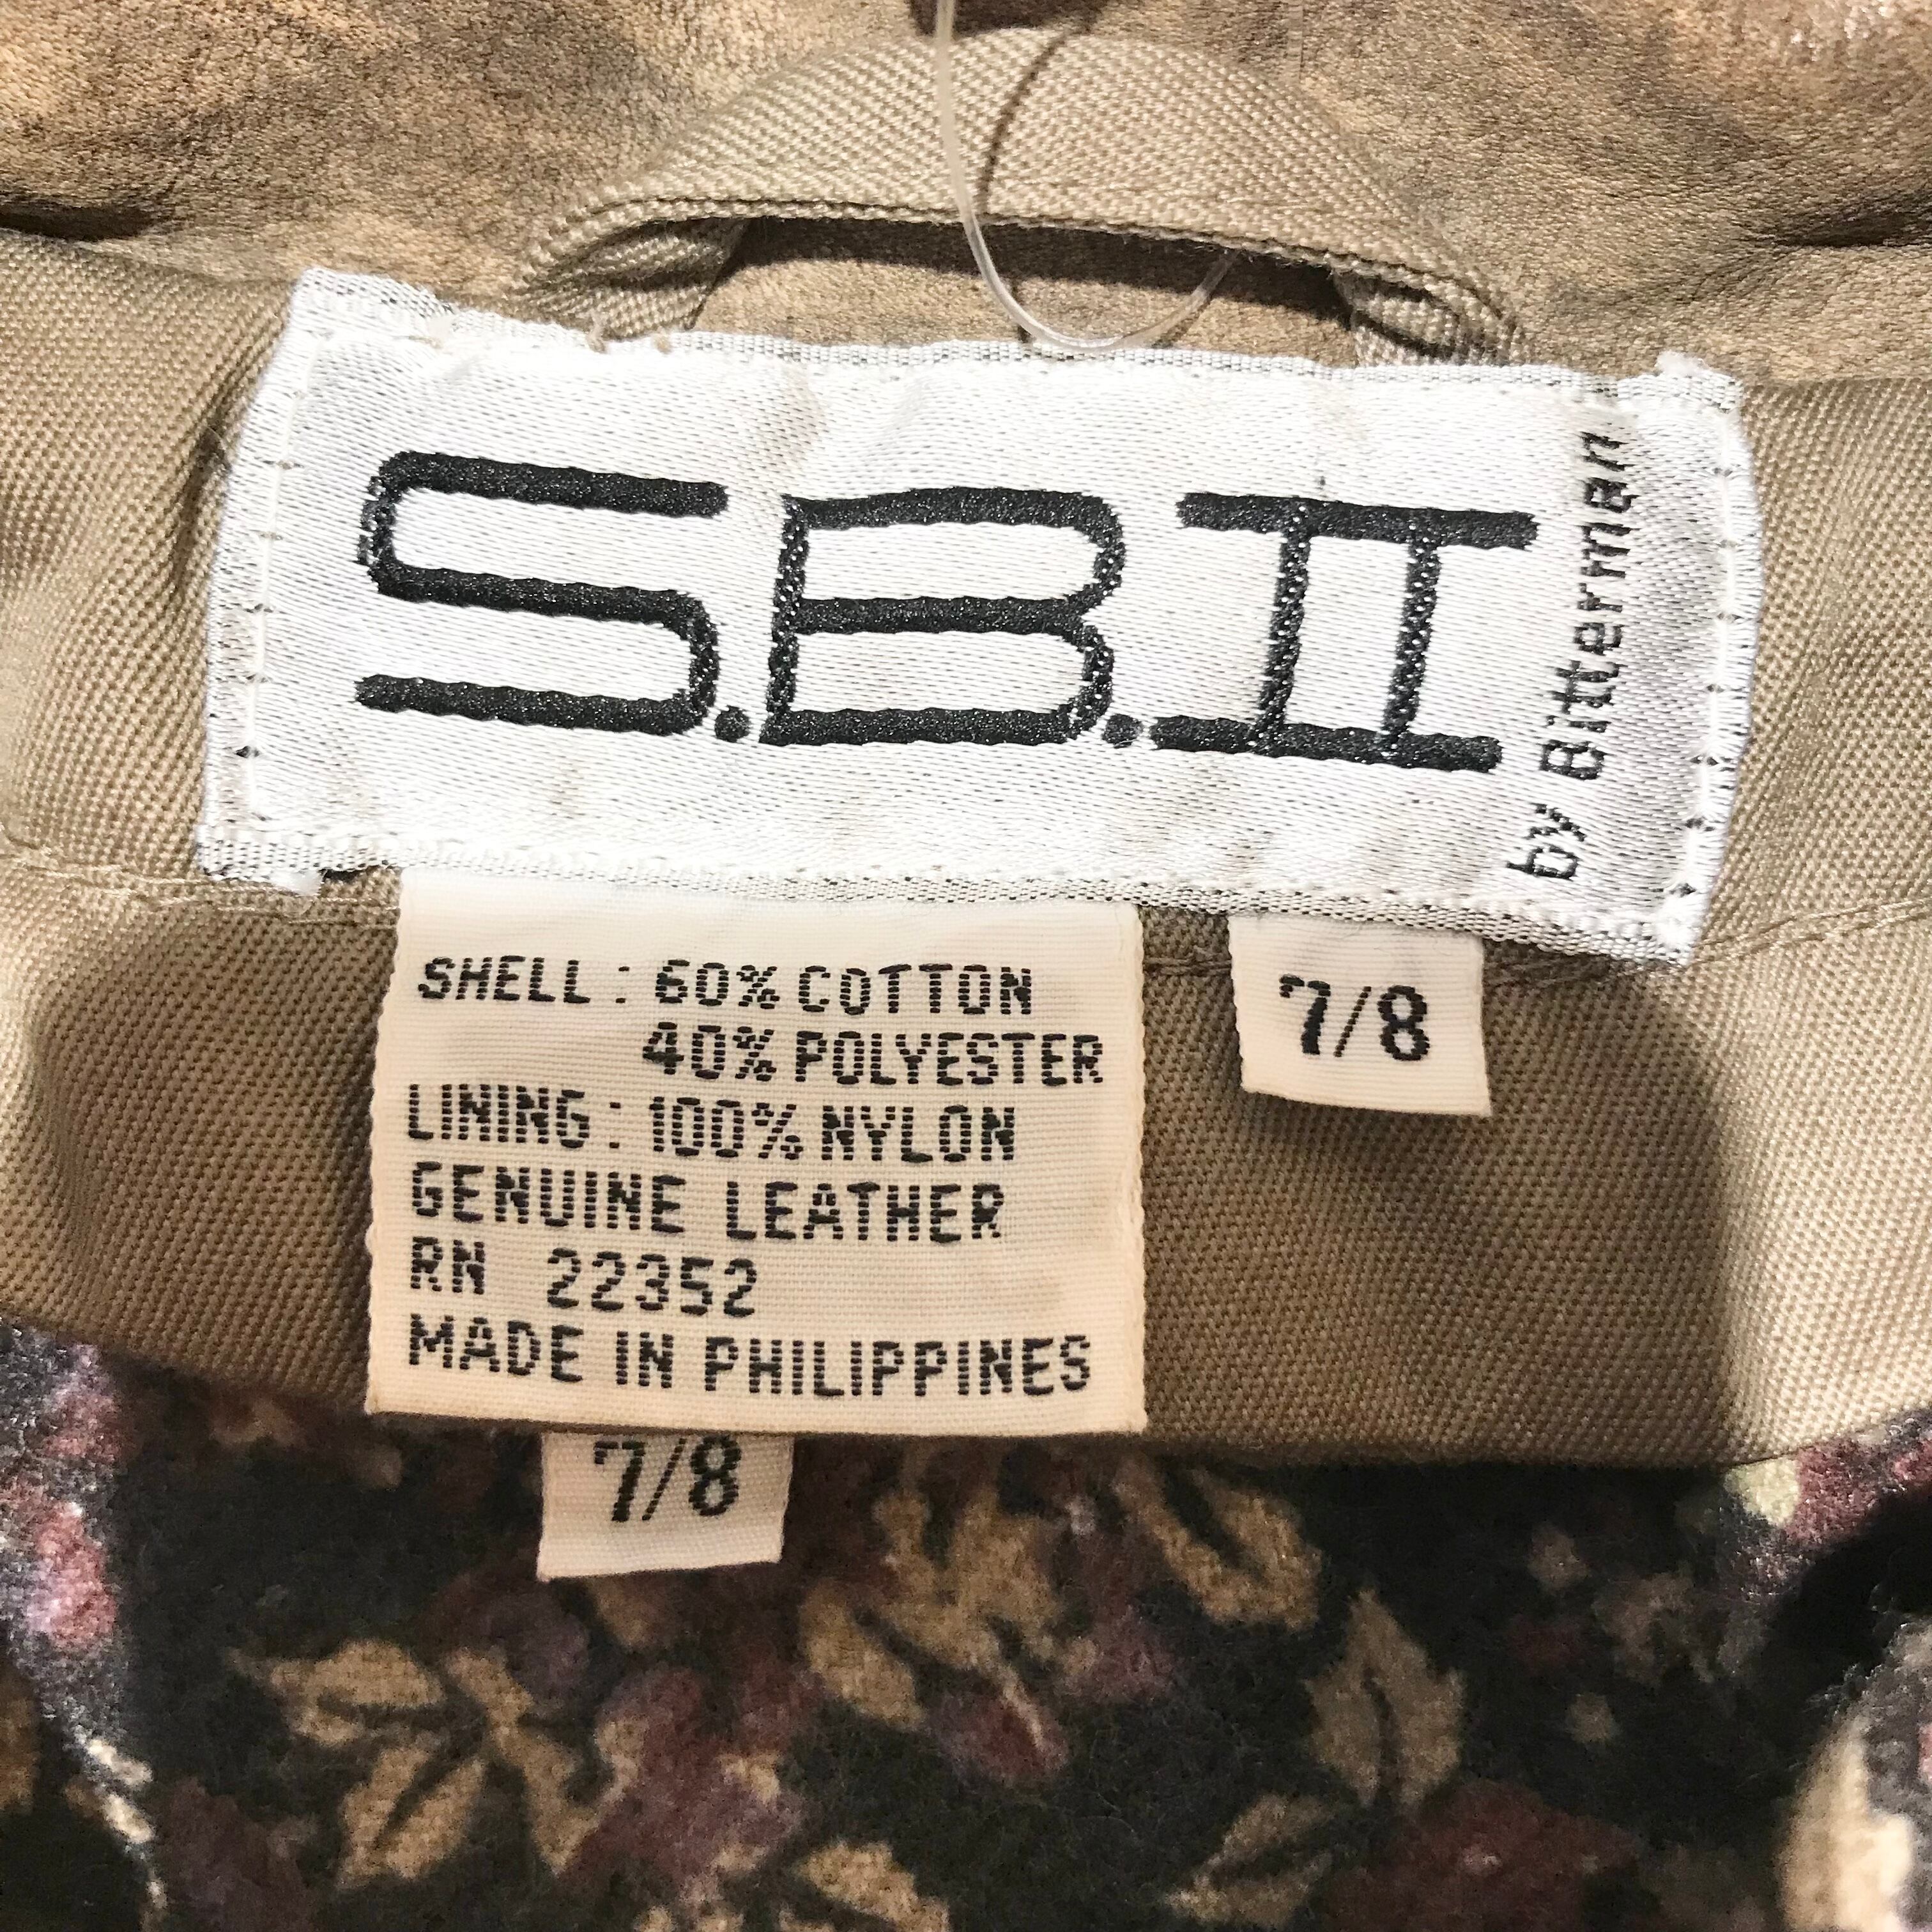 S.B.II
by Bitterman
SHELL : 60% COTTON
40% POLYESTER
LINING : 100% NYLON
GENUINE LEATHER
RN 22352
MADE IN PHILIPPINES
7/8
7/8